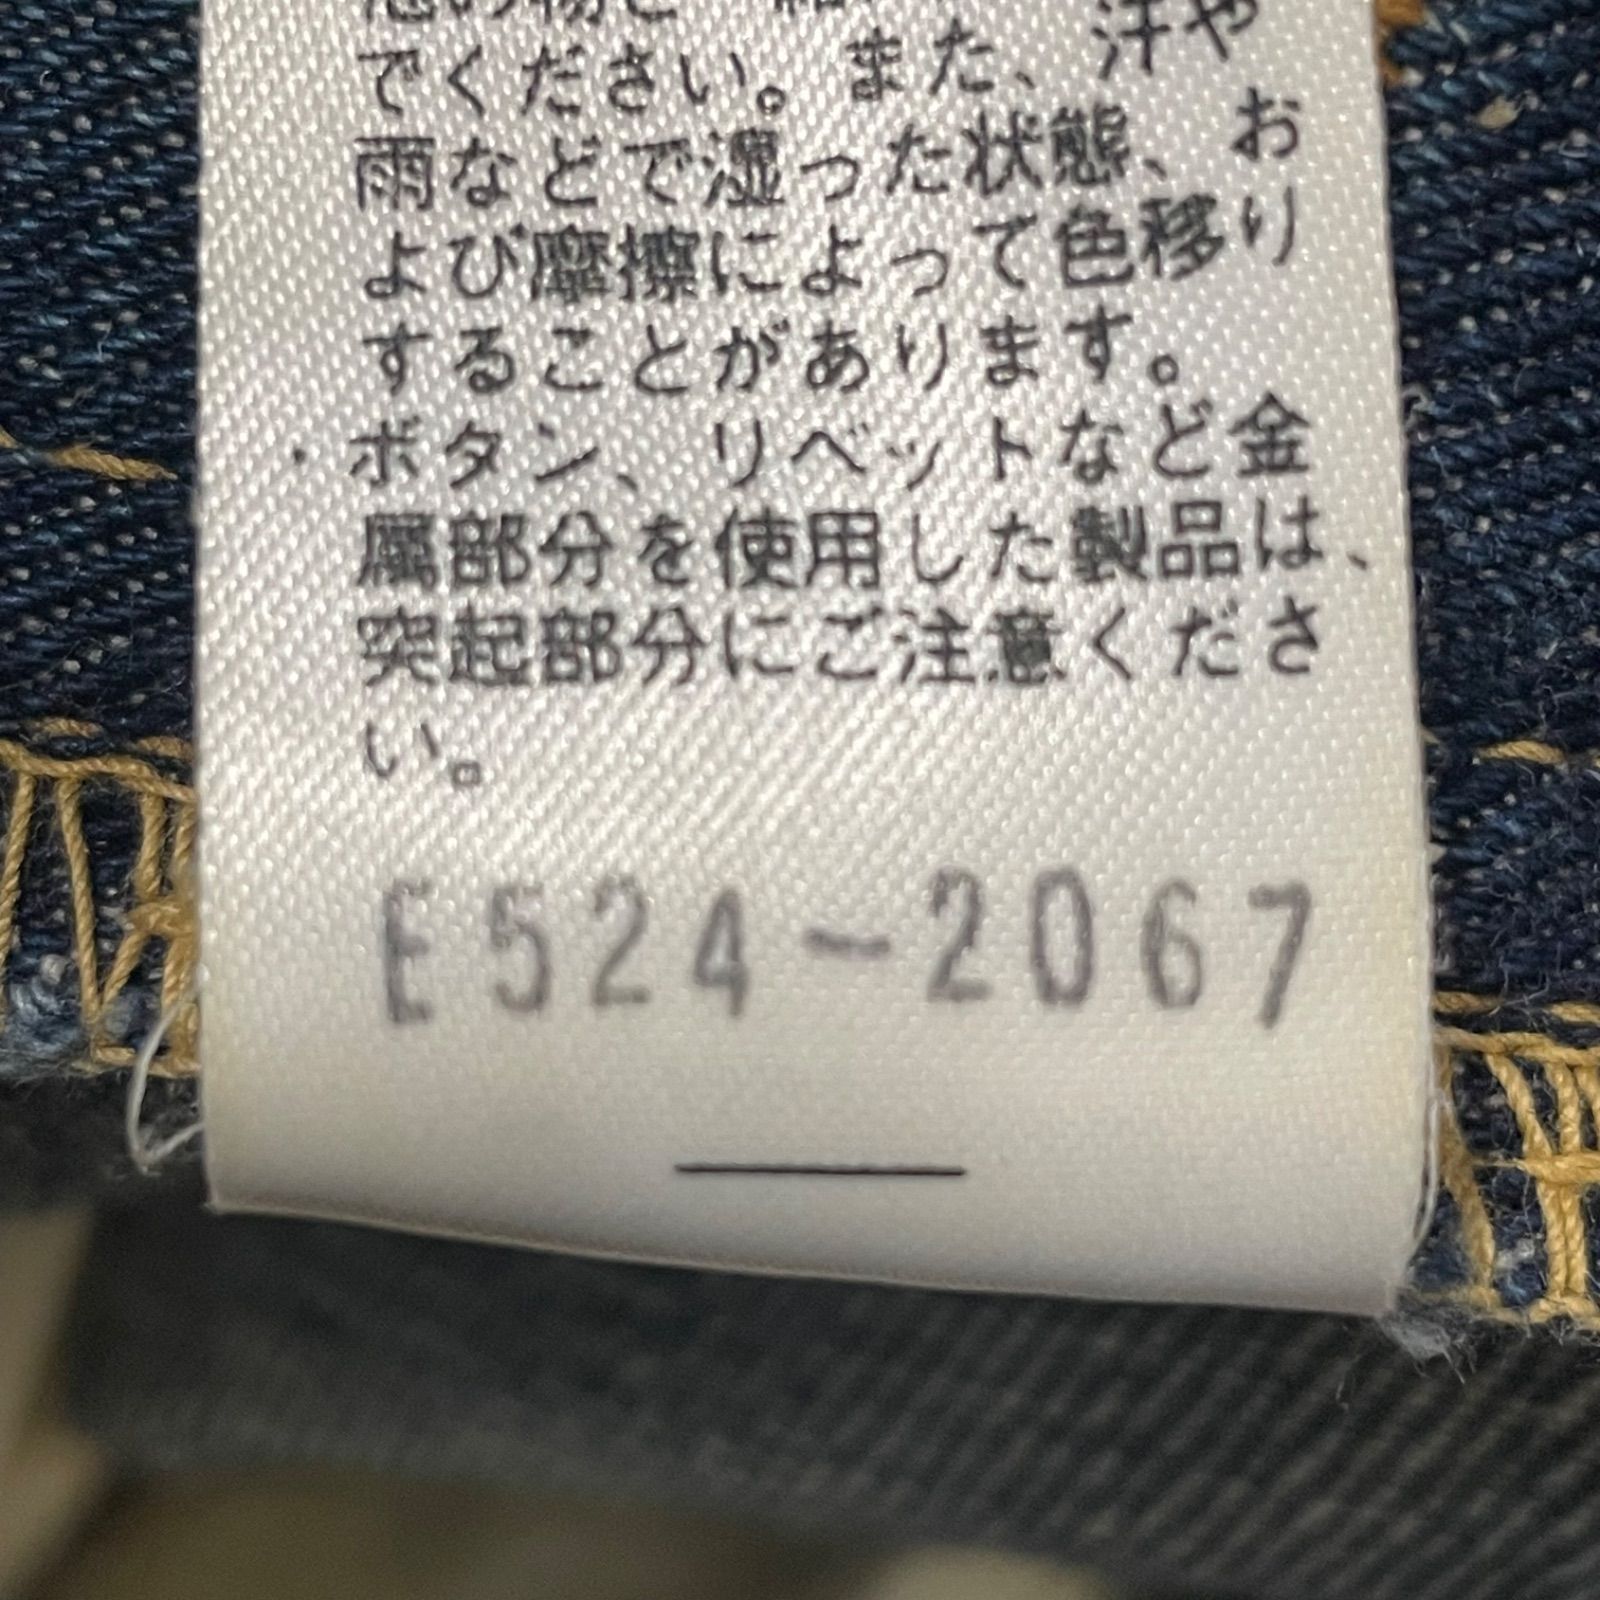 でください。また、汗や
雨などで湿った状態、お
よび摩擦によって色移り
することがあります。
・ボタン、リベットなど金
属部分を使用した製品は、
突起部分にご注意くださ
い。
E524-2067